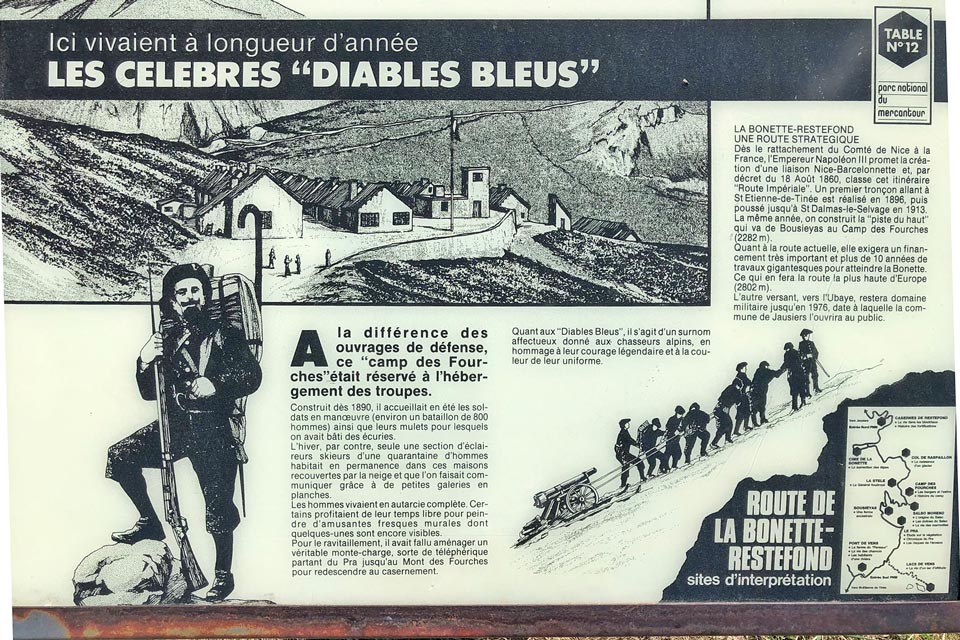 Ici vivaient à longueur d'année
LES CELEBRES "DIABLES BLEUS"
TABLE
N° 12
parc national
du
mercantour
LA BONETTE-RESTEFOND
UNE ROUTE STRATEGIQUE
Dès le rattachement du Comté de Nice à la
France, l'Empereur Napoléon III promet la créa-
tion d'une liaison Nice-Barcelonnette et, par
décret du 18 Août 1860, classe cet itinéraire
"Route Impériale". Un premier tronçon allant à
St Etienne-de-Tinée est réalisé en 1896, puis
poussé jusqu'à St Dalmas-le-Selvage en 1913.
La même année, on construit la "piste du haut"
qui va de Bousieyas au Camp des Fourches
(2282 m).
Quant à la route actuelle, elle exigera un finan-
cement très important et plus de 10 années de
travaux gigantesques pour atteindre la Bonette.
Ce qui en fera la route la plus haute d'Europe
(2802 m).
L'autre versant, vers l'Ubaye, restera domaine
militaire jusqu'en 1976, date à laquelle la com-
mune de Jausiers l'ouvrira au public.
A la différence des
ouvrages de défense,
ce "camp des Four-
ches" était réservé à l'héber-
gement des troupes.
Construit dès 1890, il accueillait en été les sol-
dats en manœuvre (environ un bataillon de 800
hommes) ainsi que leurs mulets pour lesquels
on avait bâti des écuries.
L'hiver, par contre, seule une section d'éclai-
reurs skieurs d'une quarantaine d'hommes
habitait en permanence dans ces maisons
recouvertes par la neige et que l'on faisait com-
muniquer grâce à de petites galeries en
planches.
Les hommes vivaient en autarcie complète. Cer-
tains profitaient de leur temps libre pour pein-
dre d'amusantes fresques murales dont
quelques-unes sont encore visibles.
Pour le ravitaillement, il avait fallu aménager un
véritable monte-charge, sorte de téléphérique
partant du Pra jusqu'au Mont des Fourches
pour redescendre au casernement.
Quant aux "Diables Bleus", il s'agit d'un surnom
affectueux donné aux chasseurs alpins, en
hommage à leur courage légendaire et à la cou-
leur de leur uniforme.
ROUTE DE
LA BONETTE-
RESTEFOND
sites d'interprétation
CASERNES DE RESTEFOND
COL DE RASPAILLON
CIME DE LA
BONETTE
LA STELE
CAMP DES
FOURCHES
BOUSIEYAS
SALSO MORENO
LE PRA
PONT DE VENS
LACS DE VENS